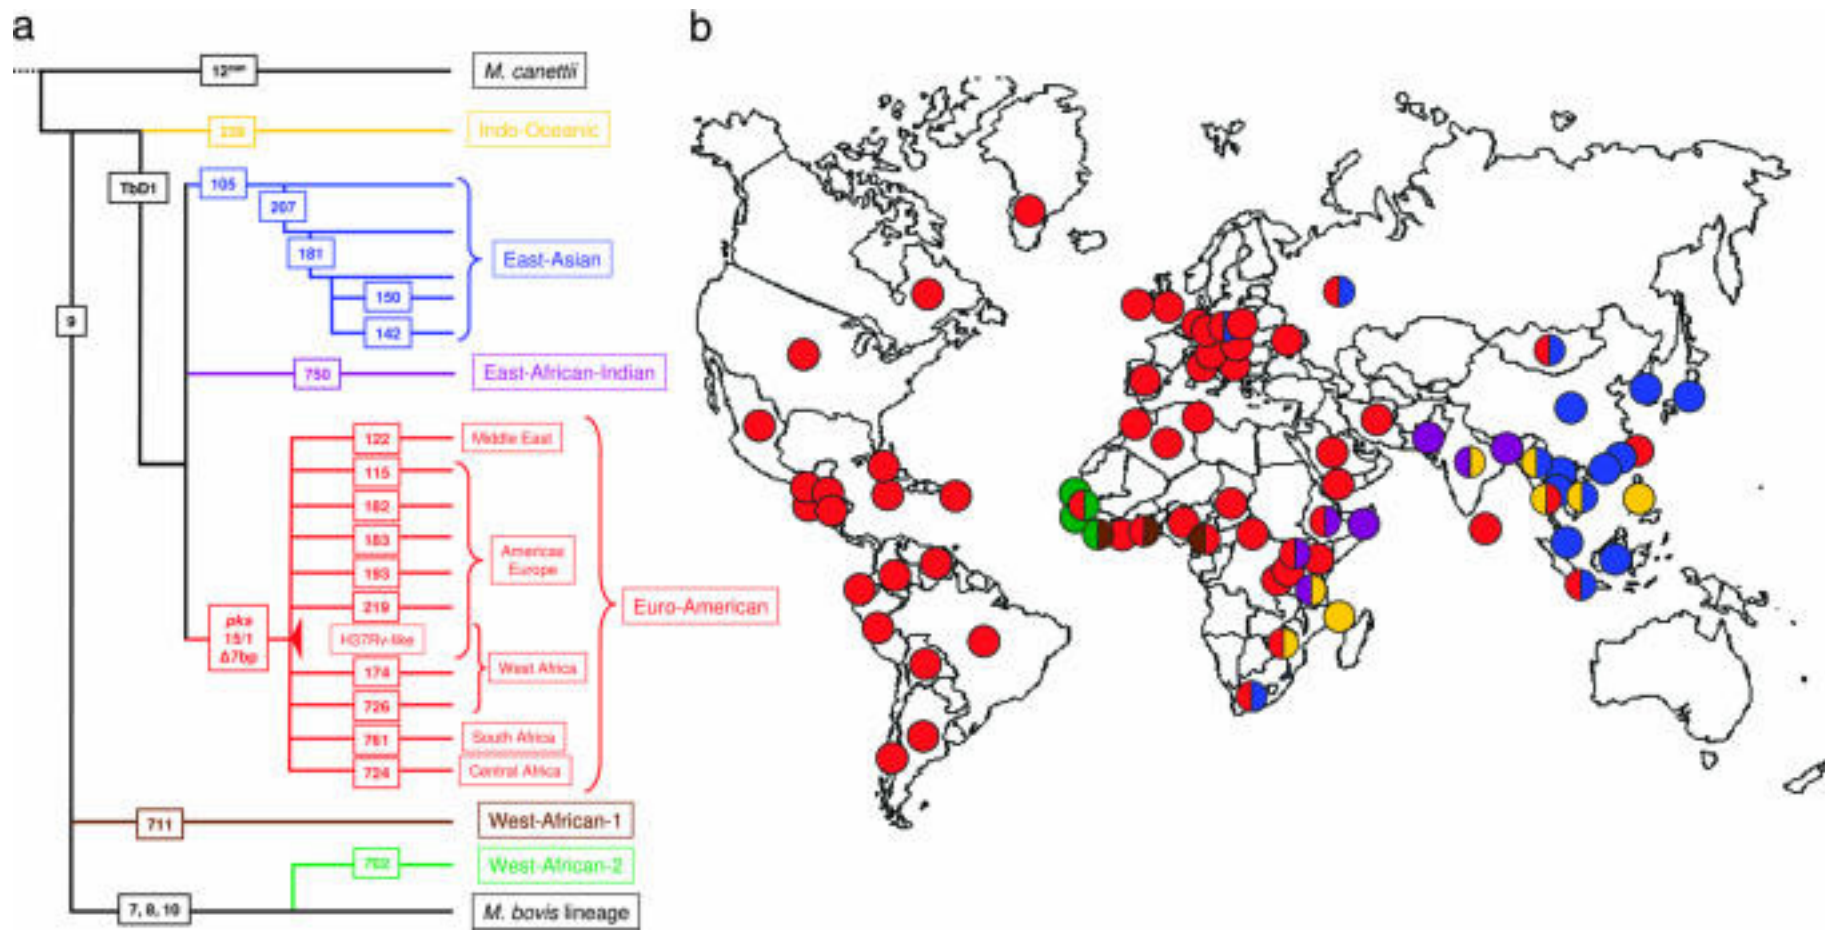 a
b
12ᶜᵃⁿ
M. canettii
239
Indo-Oceanic
TbD1
105
207
181
150
142
East-Asian
9
750
East-African-Indian
122
Middle East
115
182
183
193
219
Americas
Europe
pks
15/1
Δ7bp
H37Rv-like
174
726
West Africa
761
South Africa
724
Central Africa
Euro-American
711
West-African-1
702
West-African-2
7, 8, 10
M. bovis lineage